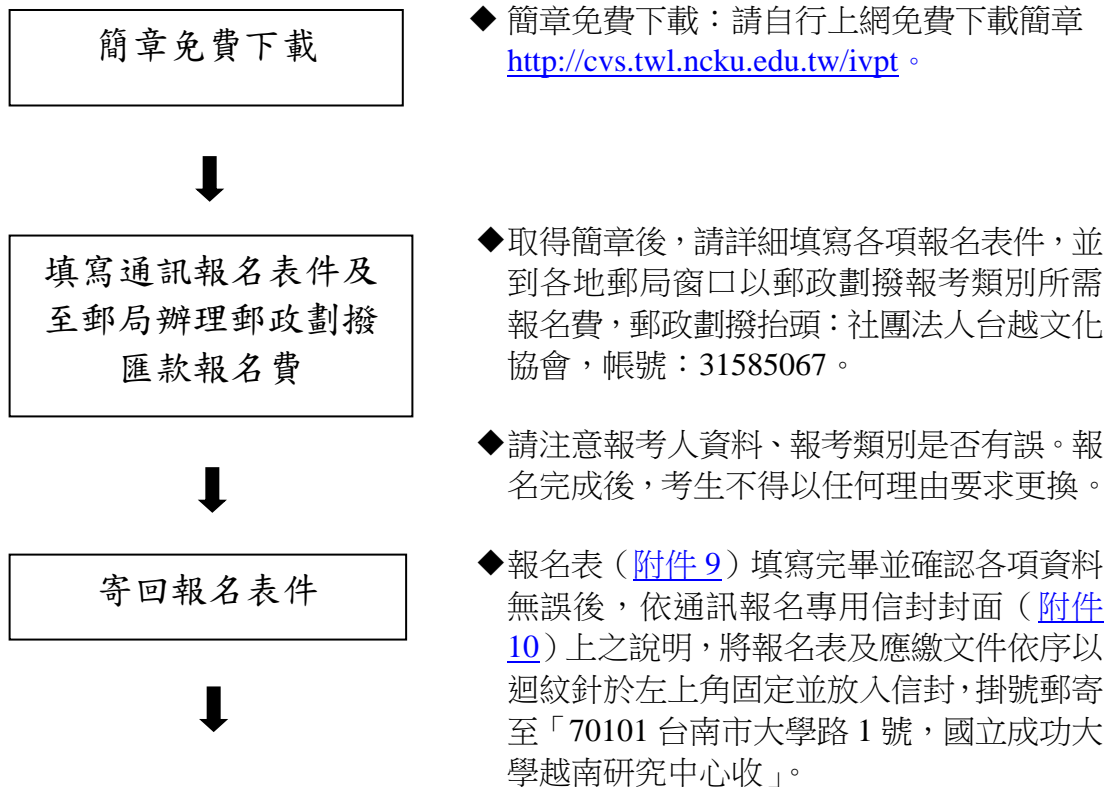 簡章免費下載
◆ 簡章免費下載：請自行上網免費下載簡章
http://cvs.twl.ncku.edu.tw/ivpt。
填寫通訊報名表件及
至郵局辦理郵政劃撥
匯款報名費
◆取得簡章後，請詳細填寫各項報名表件，並
到各地郵局窗口以郵政劃撥報考類別所需
報名費，郵政劃撥抬頭：社團法人台越文化
協會，帳號：31585067。
◆請注意報考人資料、報考類別是否有誤。報
名完成後，考生不得以任何理由要求更換。
寄回報名表件
◆報名表（附件 9）填寫完畢並確認各項資料
無誤後，依通訊報名專用信封封面（附件
10）上之說明，將報名表及應繳文件依序以
迴紋針於左上角固定並放入信封，掛號郵寄
至「70101 台南市大學路 1 號，國立成功大
學越南研究中心收」。